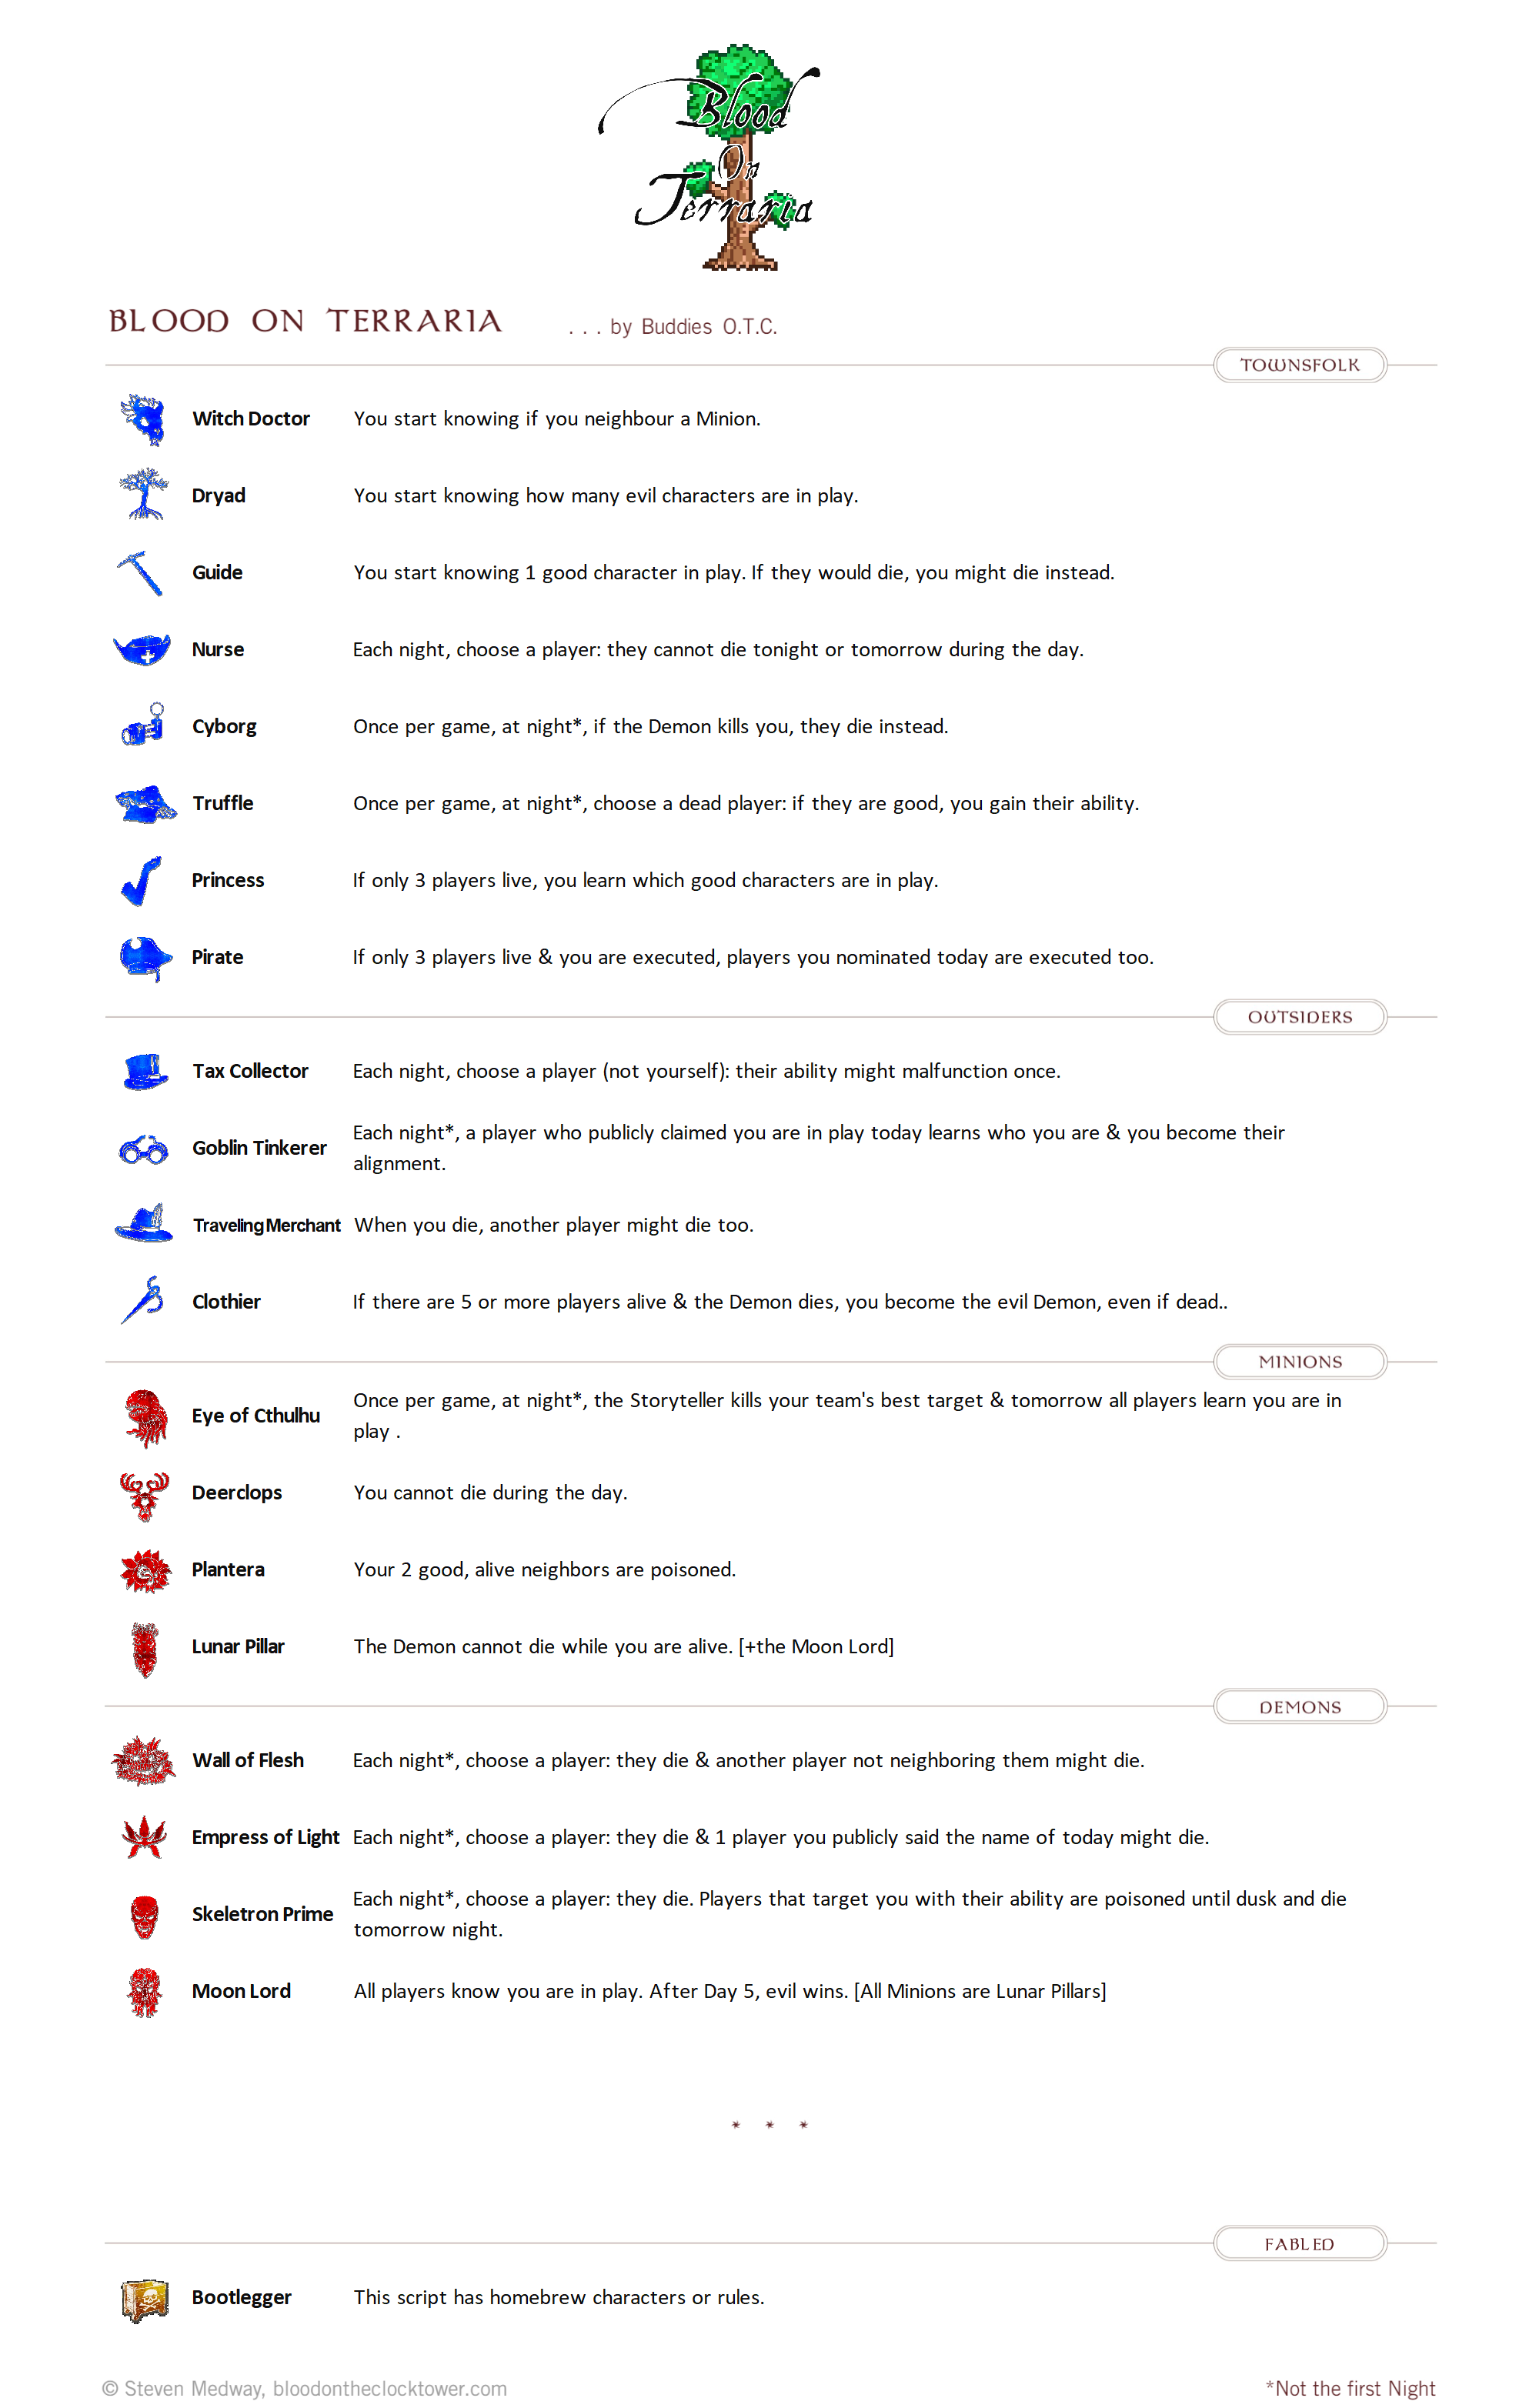 Blood
On
Terraria
BLOOD ON TERRARIA . . . by Buddies O.T.C.
TOWNSFOLK
Witch Doctor You start knowing if you neighbour a Minion.
Dryad You start knowing how many evil characters are in play.
Guide You start knowing 1 good character in play. If they would die, you might die instead.
Nurse Each night, choose a player: they cannot die tonight or tomorrow during the day.
Cyborg Once per game, at night*, if the Demon kills you, they die instead.
Truffle Once per game, at night*, choose a dead player: if they are good, you gain their ability.
Princess If only 3 players live, you learn which good characters are in play.
Pirate If only 3 players live & you are executed, players you nominated today are executed too.
OUTSIDERS
Tax Collector Each night, choose a player (not yourself): their ability might malfunction once.
Goblin Tinkerer Each night*, a player who publicly claimed you are in play today learns who you are & you become their
alignment.
Traveling Merchant When you die, another player might die too.
Clothier If there are 5 or more players alive & the Demon dies, you become the evil Demon, even if dead..
MINIONS
Eye of Cthulhu Once per game, at night*, the Storyteller kills your team's best target & tomorrow all players learn you are in
play .
Deerclops You cannot die during the day.
Plantera Your 2 good, alive neighbors are poisoned.
Lunar Pillar The Demon cannot die while you are alive. [+the Moon Lord]
DEMONS
Wall of Flesh Each night*, choose a player: they die & another player not neighboring them might die.
Empress of Light Each night*, choose a player: they die & 1 player you publicly said the name of today might die.
Skeletron Prime Each night*, choose a player: they die. Players that target you with their ability are poisoned until dusk and die
tomorrow night.
Moon Lord All players know you are in play. After Day 5, evil wins. [All Minions are Lunar Pillars]
* * *
FABLED
Bootlegger This script has homebrew characters or rules.
© Steven Medway, bloodontheclocktower.com *Not the first Night